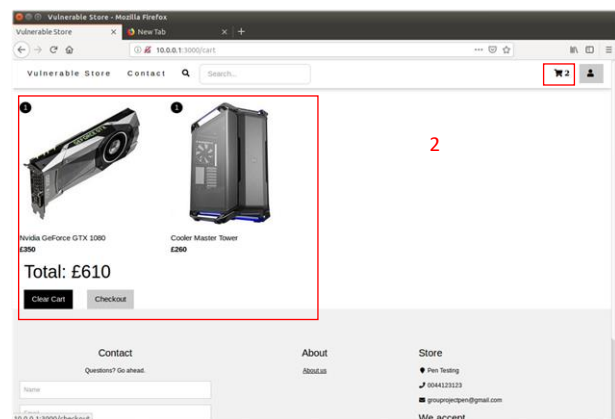 Vulnerable Store - Mozilla Firefox
Vulnerable Store × New Tab × +
10.0.0.1:3000/cart
Vulnerable Store Contact Search... 2
1 1
2
Nvidia GeForce GTX 1080 Cooler Master Tower
£350 £260
Total: £610
Clear Cart Checkout
Contact About Store
Questions? Go ahead. About us Pen Testing
0044123123
Name
grouprojectpen@gmail.com
Email
10.0.0.1:3000/checkout We accept